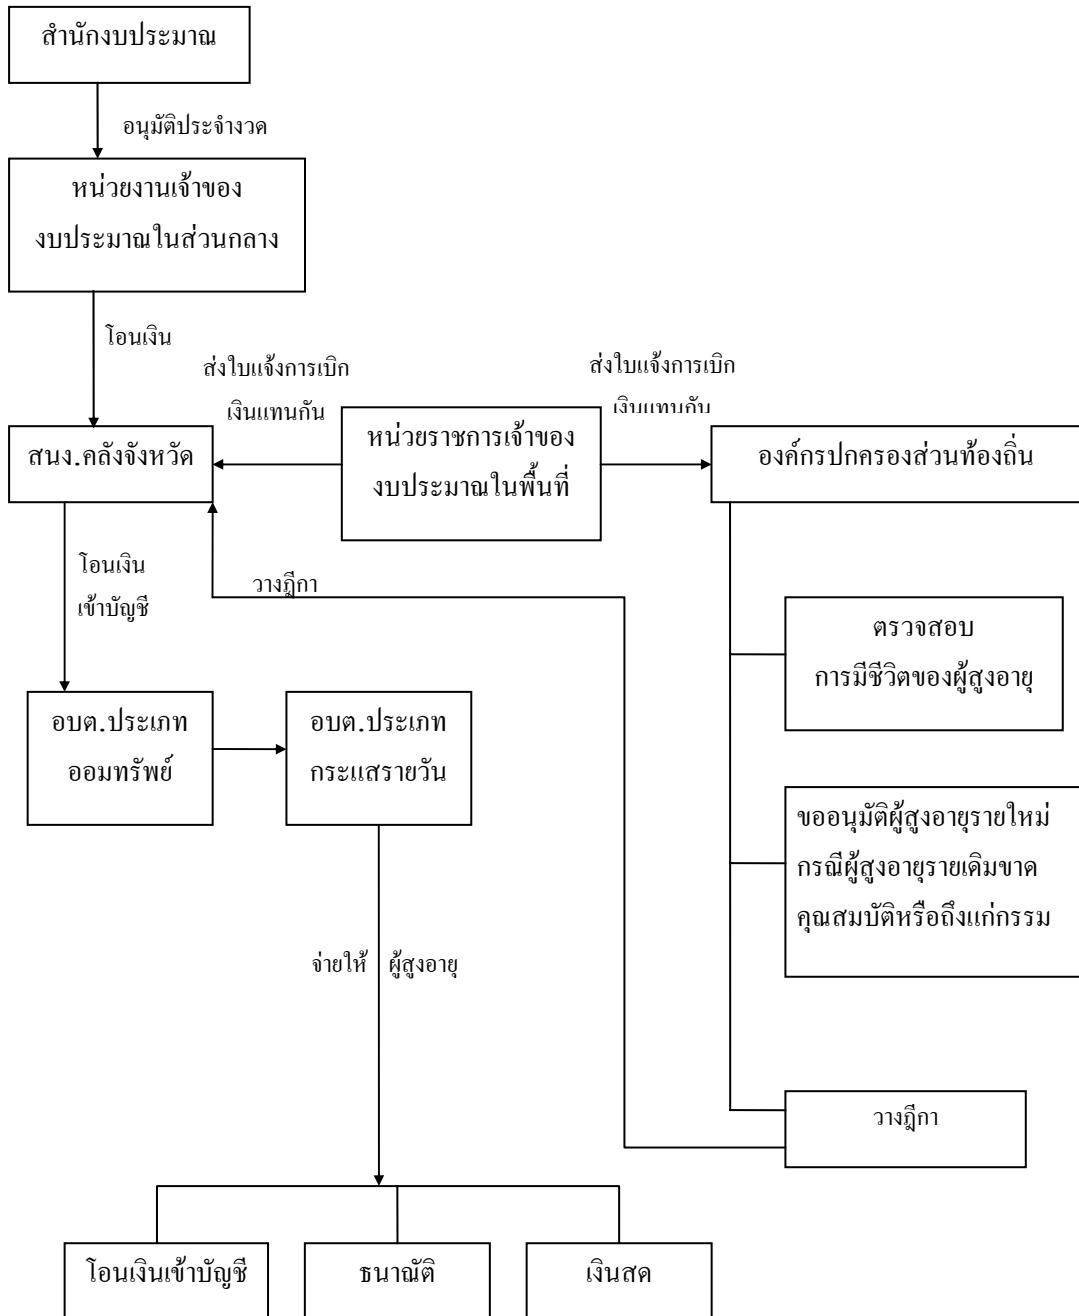 สำนักงบประมาณ
อนุมัติประจำงวด
หน่วยงานเจ้าของ
งบประมาณในส่วนกลาง
โอนเงิน
ส่งใบแจ้งการเบิก
เงินแทนกัน
ส่งใบแจ้งการเบิก
เงินแทนกัน
สนง.คลังจังหวัด
หน่วยราชการเจ้าของ
งบประมาณในพื้นที่
องค์กรปกครองส่วนท้องถิ่น
โอนเงิน
เข้าบัญชี
วางฎีกา
ตรวจสอบ
การมีชีวิตของผู้สูงอายุ
อบต.ประเภท
ออมทรัพย์
อบต.ประเภท
กระแสรายวัน
ขออนุมัติผู้สูงอายุรายใหม่
กรณีผู้สูงอายุรายเดิมขาด
คุณสมบัติหรือถึงแก่กรรม
จ่ายให้ ผู้สูงอายุ
วางฎีกา
โอนเงินเข้าบัญชี
ธนาณัติ
เงินสด